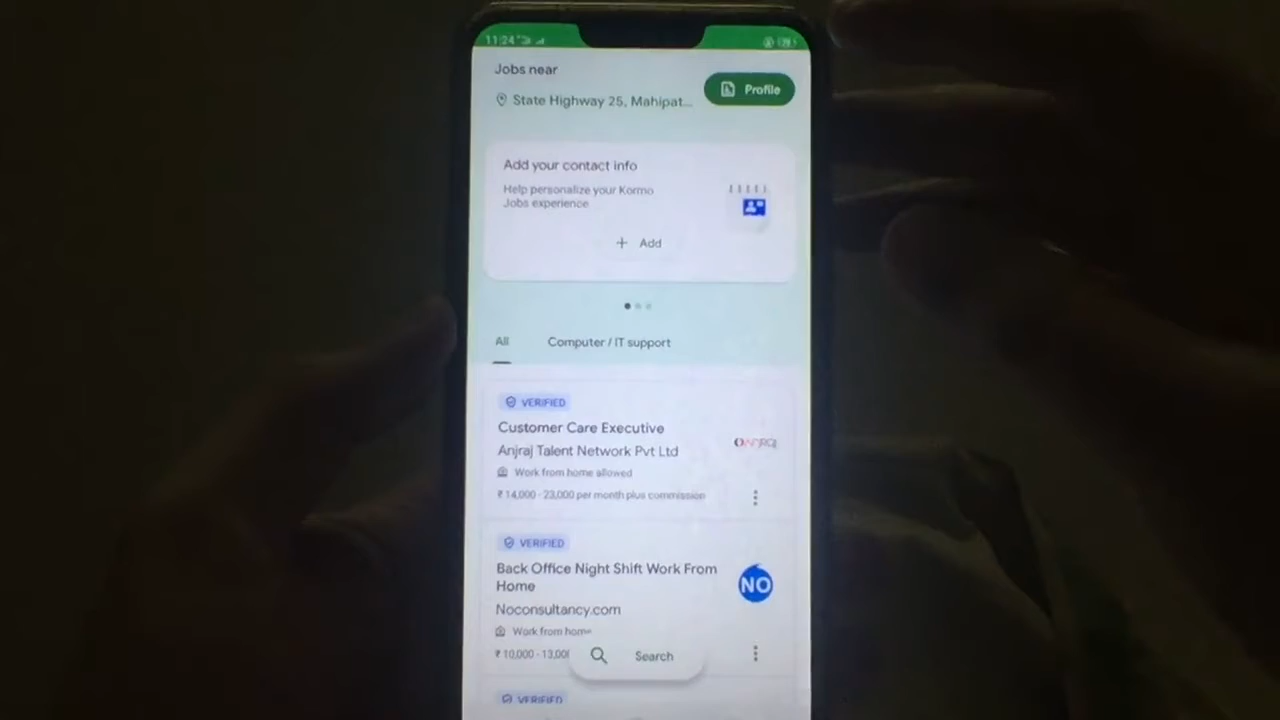 11:24
Jobs near
State Highway 25, Mahipat...
Profile
Add your contact info
Help personalize your Kormo
Jobs experience
+ Add
All
Computer / IT support
VERIFIED
Customer Care Executive
Anjraj Talent Network Pvt Ltd
Work from home allowed
₹ 14,000 - 23,000 per month plus commission
VERIFIED
Back Office Night Shift Work From
Home
NO
Noconsultancy.com
Work from home
₹ 10,000 - 13,00
Search
VERIFIED